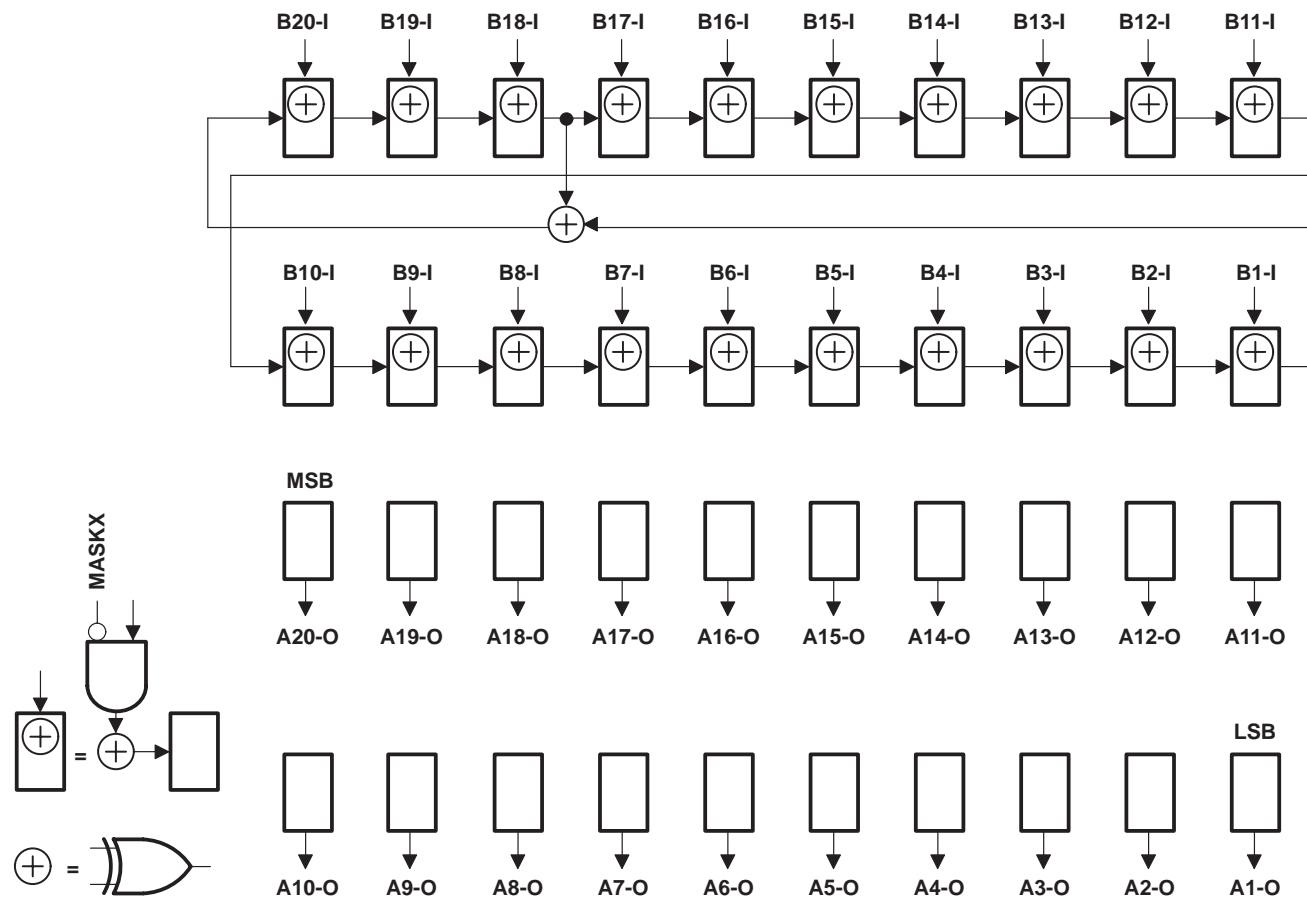 B20-I B19-I B18-I B17-I B16-I B15-I B14-I B13-I B12-I B11-I
B10-I B9-I B8-I B7-I B6-I B5-I B4-I B3-I B2-I B1-I
MSB
MASKX
A20-O A19-O A18-O A17-O A16-O A15-O A14-O A13-O A12-O A11-O
LSB
=
=
A10-O A9-O A8-O A7-O A6-O A5-O A4-O A3-O A2-O A1-O